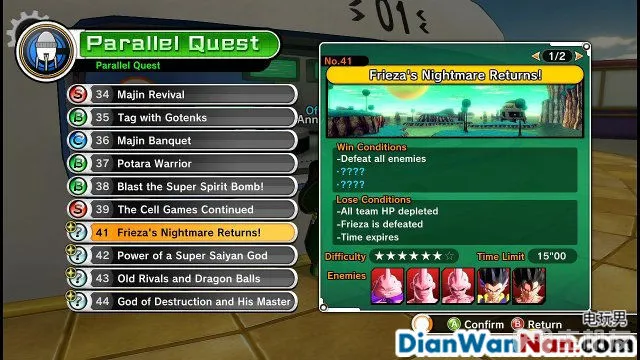 01
Parallel Quest
Parallel Quest
S 34 Majin Revival
B 35 Tag with Gotenks
C 36 Majin Banquet
B 37 Potara Warrior
B 38 Blast the Super Spirit Bomb!
S 39 The Cell Games Continued
? 41 Frieza's Nightmare Returns!
? 42 Power of a Super Saiyan God
? 43 Old Rivals and Dragon Balls
? 44 God of Destruction and His Master
Of
Ann
1/2
No.41
Frieza's Nightmare Returns!
Win Conditions
-Defeat all enemies
-????
-????
Lose Conditions
-All team HP depleted
-Frieza is defeated
-Time expires
Difficulty ★★★★★★☆ Time Limit 15"00
Enemies
A Confirm B Return
电玩男
DianWanNan.com